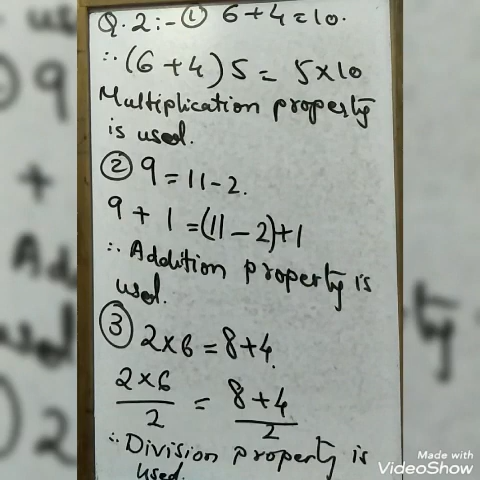 Q.2:- ① 6+4=10.
∴ (6+4)5 = 5×10
Multiplication property
is used.
② 9=11-2.
9+1=(11-2)+1
∴ Addition property is
used.
③ 2×6=8+4.
2×6/2 = 8+4/2
∴ Division property is
used
Made with
VideoShow